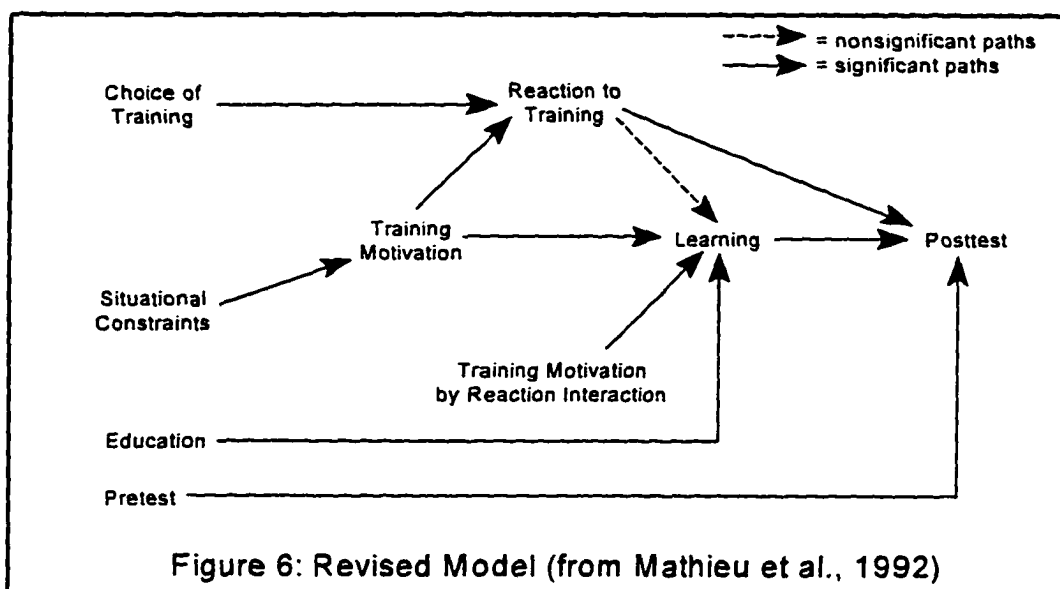 = nonsignificant paths
= significant paths
Choice of
Training
Reaction to
Training
Training
Motivation
Learning
Posttest
Situational
Constraints
Training Motivation
by Reaction Interaction
Education
Pretest
Figure 6: Revised Model (from Mathieu et al., 1992)